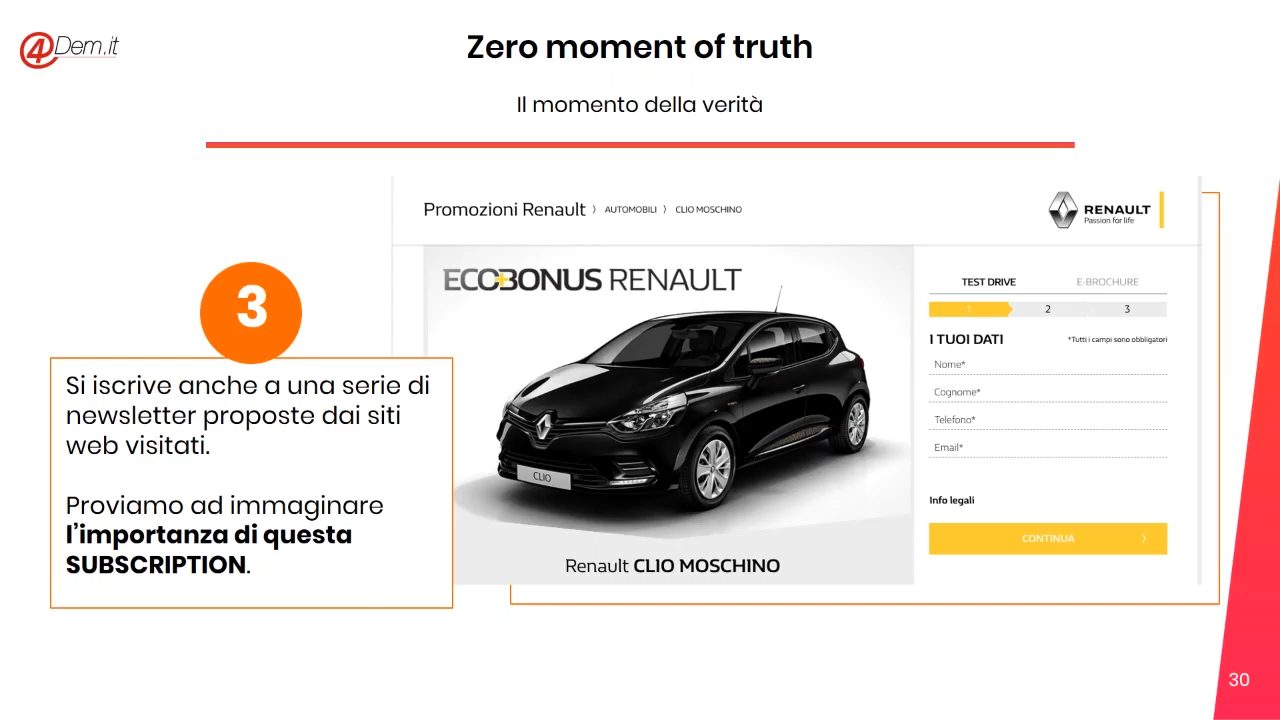 4Dem.it
Zero moment of truth
Il momento della verità
3
Si iscrive anche a una serie di
newsletter proposte dai siti
web visitati.
Proviamo ad immaginare
l’importanza di questa
SUBSCRIPTION.
Promozioni Renault 〉 AUTOMOBILI 〉 CLIO MOSCHINO
RENAULT
Passion for life
ECOBONUS RENAULT
CLIO
Renault CLIO MOSCHINO
TEST DRIVE E-BROCHURE
1 2 3
I TUOI DATI *Tutti i campi sono obbligatori
Nome*
Cognome*
Telefono*
Email*
Info legali
CONTINUA 〉
30